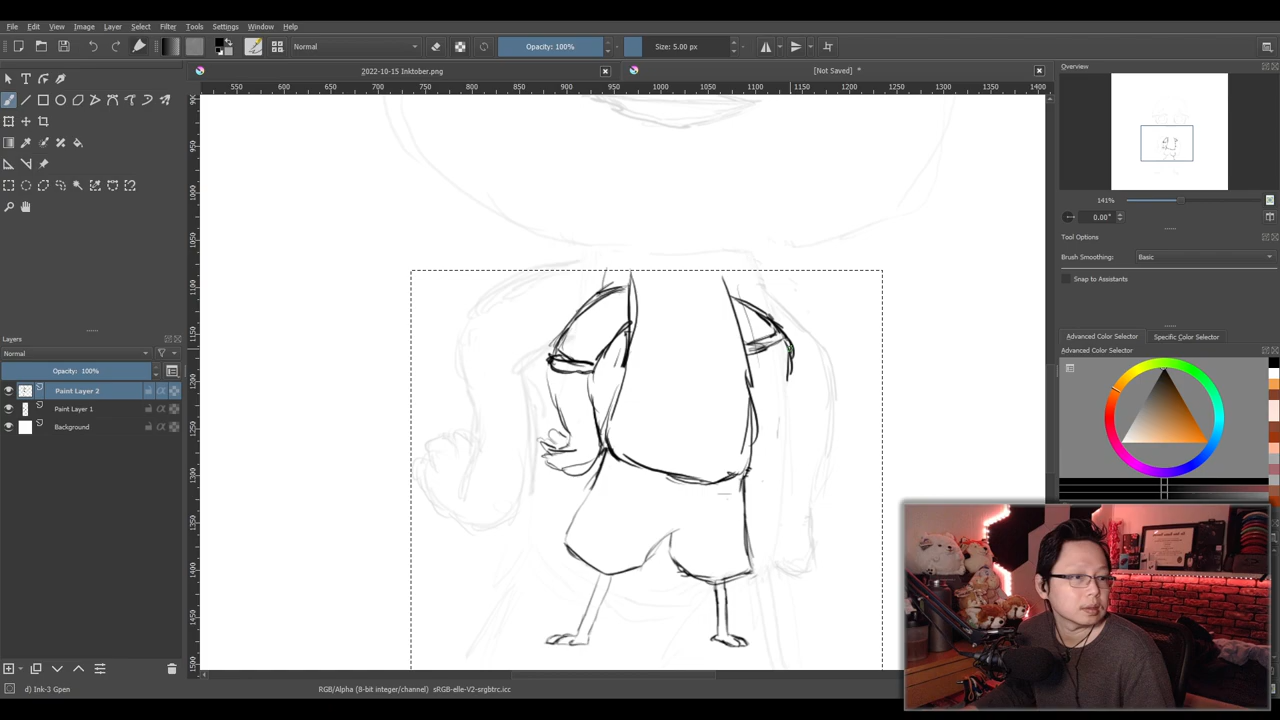 File Edit View Image Layer Filter Tools Select Settings Window Help
Normal Opacity: 100% Size: 5.00 px
2022-10-15 Inktober.png [Not Saved] *
550 600 650 700 750 800 850 900 950 1000 1050 1100 1150 1200 1250 1300 1350 1400
Overview
141%
0.00°
Tool Options
Brush Smoothing: Basic
Snap to Assistants
Advanced Color Selector Specific Color Selector
Advanced Color Selector
Layers
Normal
Opacity: 100%
Paint Layer 2
Paint Layer 1
Background
d) Ink-3 Gpen RGB/Alpha (8-bit integer/channel) sRGB-elle-V2-srgbtrc.icc